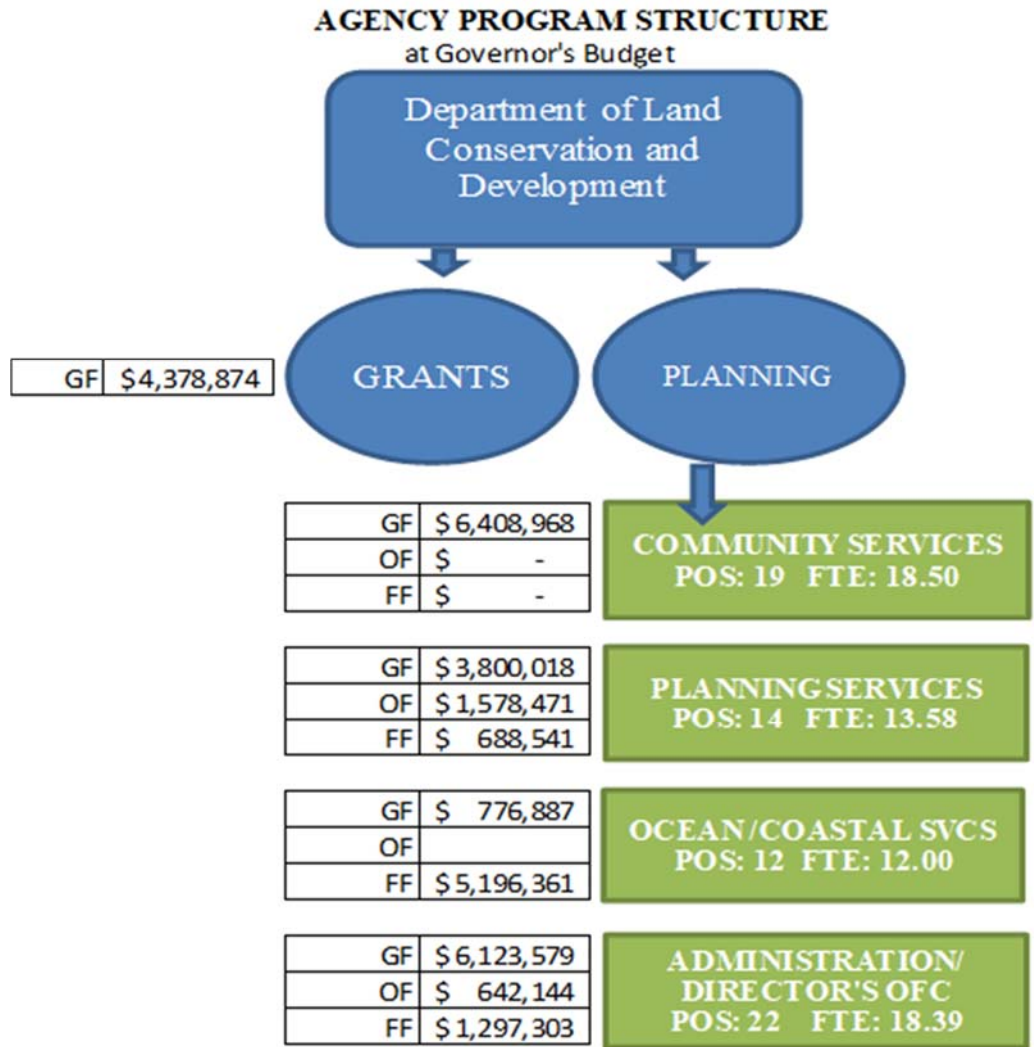 AGENCY PROGRAM STRUCTURE
at Governor's Budget
Department of Land
Conservation and
Development
GF $4,378,874
GRANTS
PLANNING
GF $6,408,968
OF $ -
FF $ -
COMMUNITY SERVICES
POS: 19 FTE: 18.50
GF $3,800,018
OF $1,578,471
FF $ 688,541
PLANNING SERVICES
POS: 14 FTE: 13.58
GF $ 776,887
OF
FF $5,196,361
OCEAN/COASTAL SVCS
POS: 12 FTE: 12.00
GF $6,123,579
OF $ 642,144
FF $1,297,303
ADMINISTRATION/
DIRECTOR'S OFC
POS: 22 FTE: 18.39